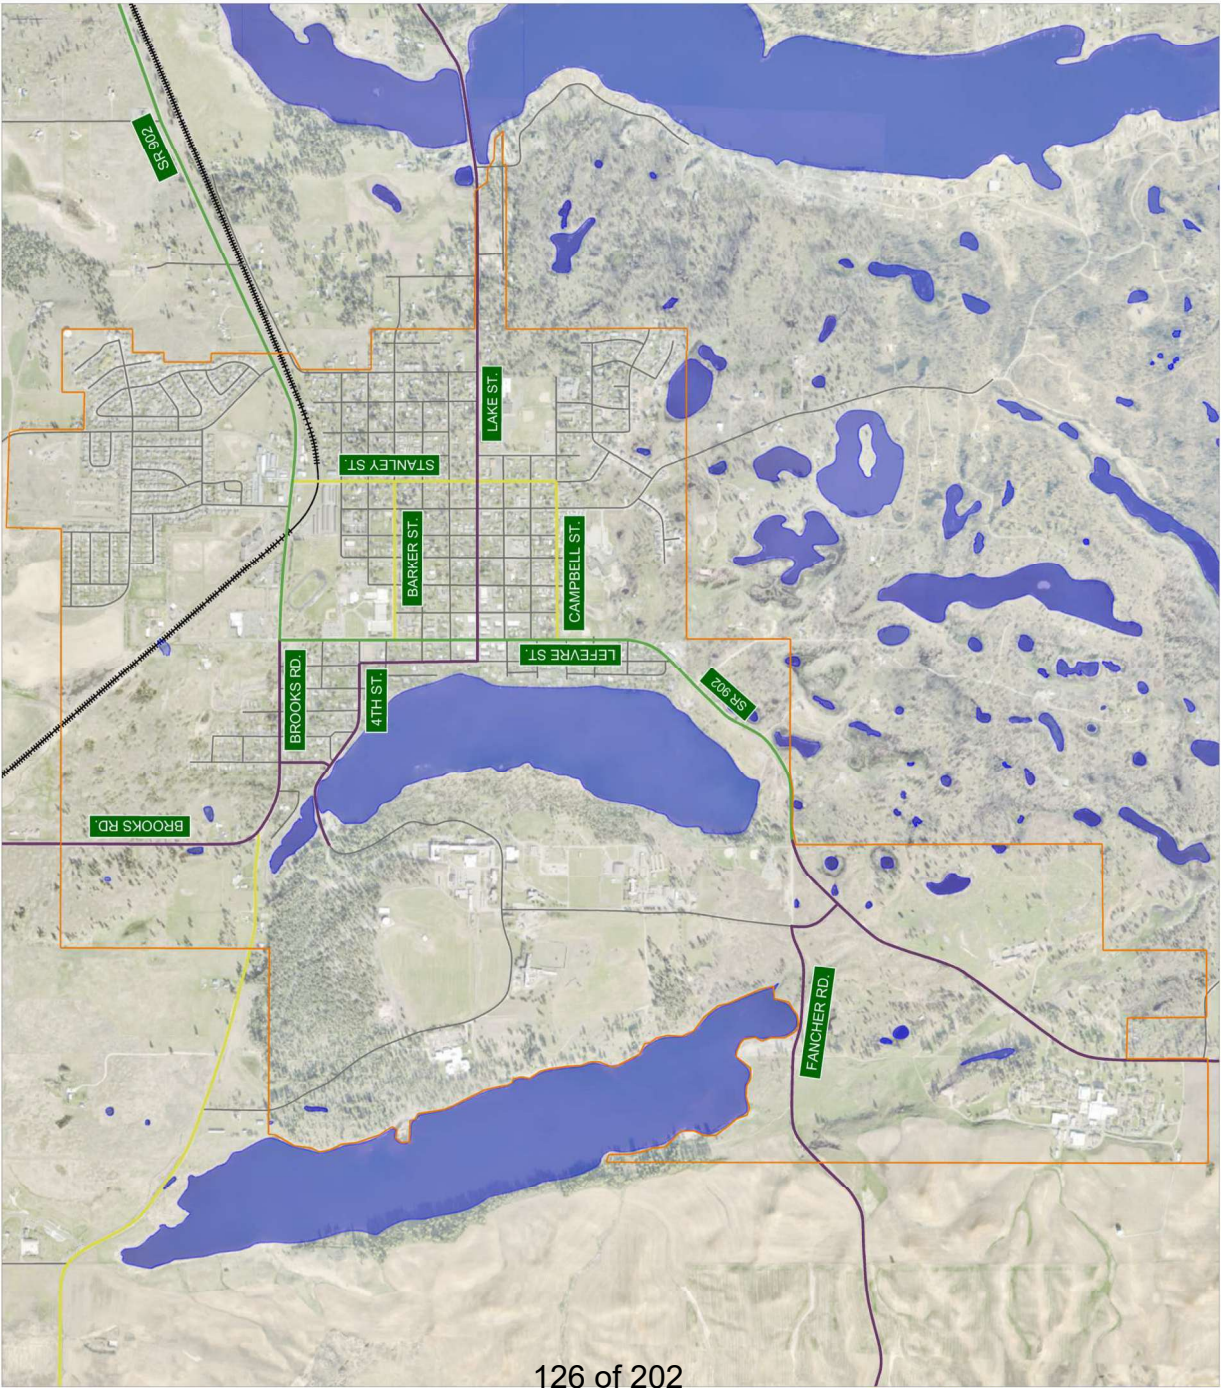 SR 902
LAKE ST.
STANLEY ST.
BARKER ST.
CAMPBELL ST.
LEFEVRE ST.
BROOKS RD.
4TH ST.
SR 902
BROOKS RD.
FANCHER RD.
126 of 202